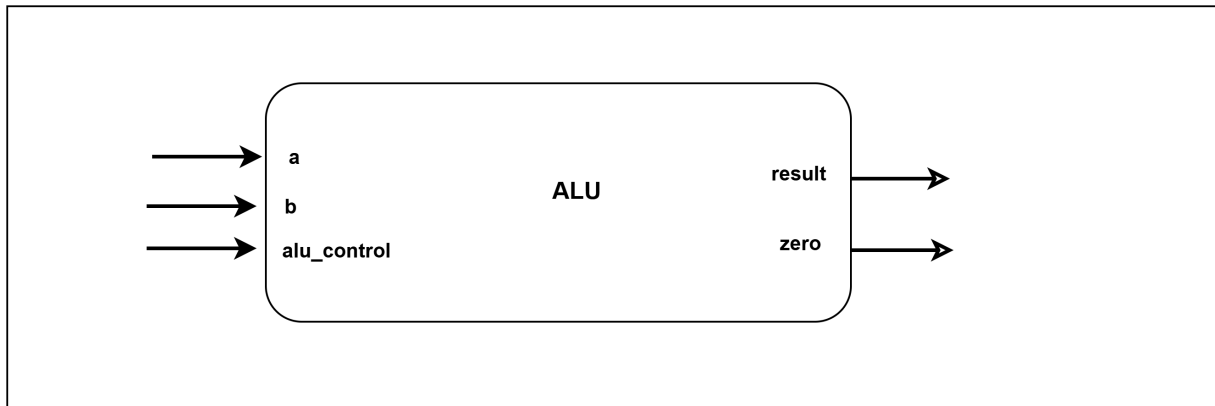 a
b
alu_control
ALU
result
zero